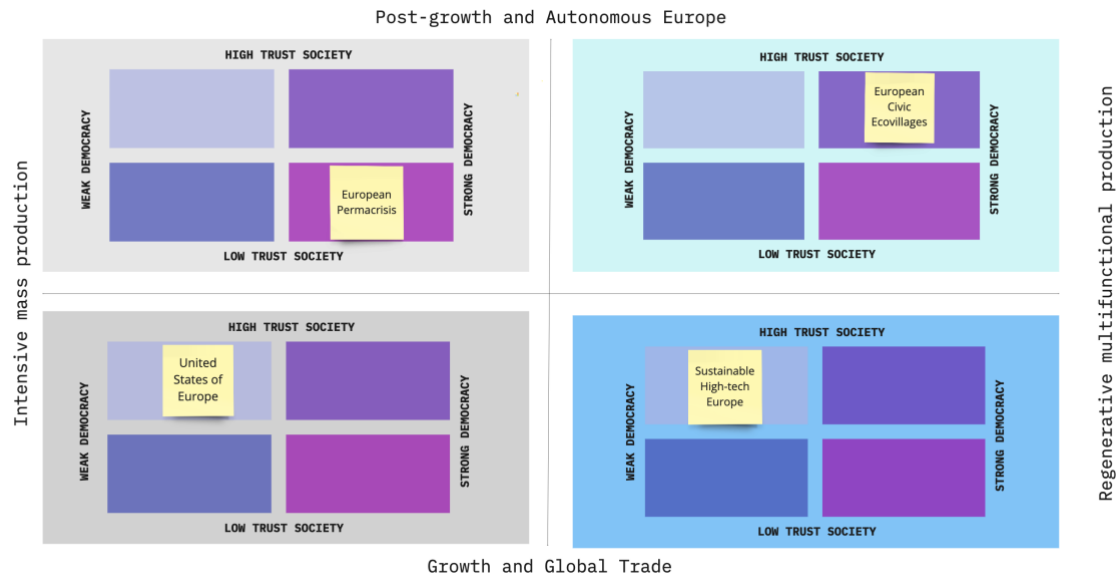 Post-growth and Autonomous Europe
Intensive mass production
HIGH TRUST SOCIETY
WEAK DEMOCRACY
European
Permacrisis
STRONG DEMOCRACY
LOW TRUST SOCIETY
HIGH TRUST SOCIETY
WEAK DEMOCRACY
European
Civic
Ecovillages
STRONG DEMOCRACY
LOW TRUST SOCIETY
Regenerative multifunctional production
HIGH TRUST SOCIETY
WEAK DEMOCRACY
United
States of
Europe
STRONG DEMOCRACY
LOW TRUST SOCIETY
HIGH TRUST SOCIETY
WEAK DEMOCRACY
Sustainable
High-tech
Europe
STRONG DEMOCRACY
LOW TRUST SOCIETY
Growth and Global Trade